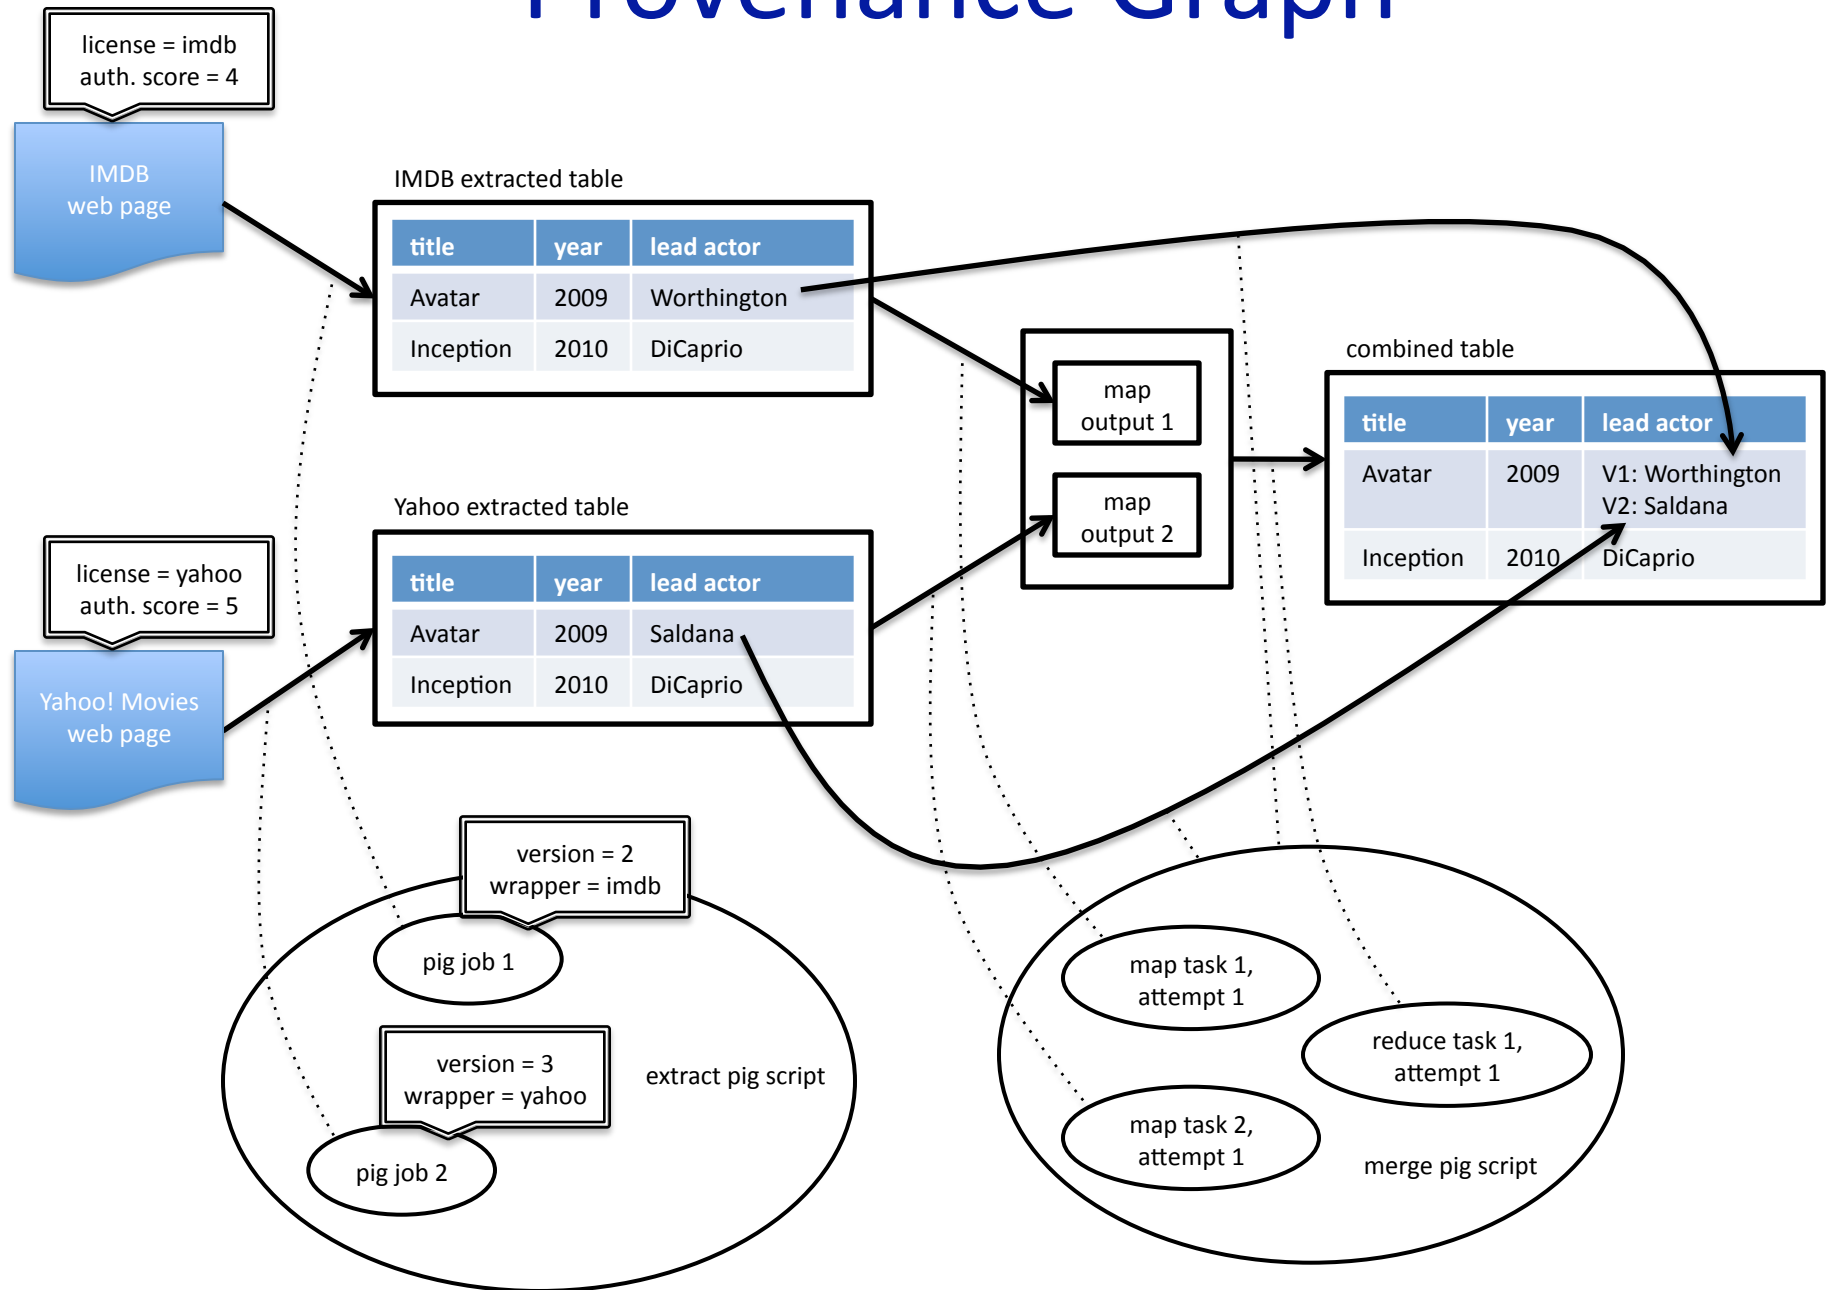 Provenance Graph
license = imdb
auth. score = 4
IMDB
web page
IMDB extracted table
title year lead actor
Avatar 2009 Worthington
Inception 2010 DiCaprio
map
output 1
map
output 2
combined table
title year lead actor
Avatar 2009 V1: Worthington
V2: Saldana
Inception 2010 DiCaprio
Yahoo extracted table
title year lead actor
Avatar 2009 Saldana
Inception 2010 DiCaprio
license = yahoo
auth. score = 5
Yahoo! Movies
web page
version = 2
wrapper = imdb
pig job 1
version = 3
wrapper = yahoo
extract pig script
pig job 2
map task 1,
attempt 1
reduce task 1,
attempt 1
map task 2,
attempt 1
merge pig script